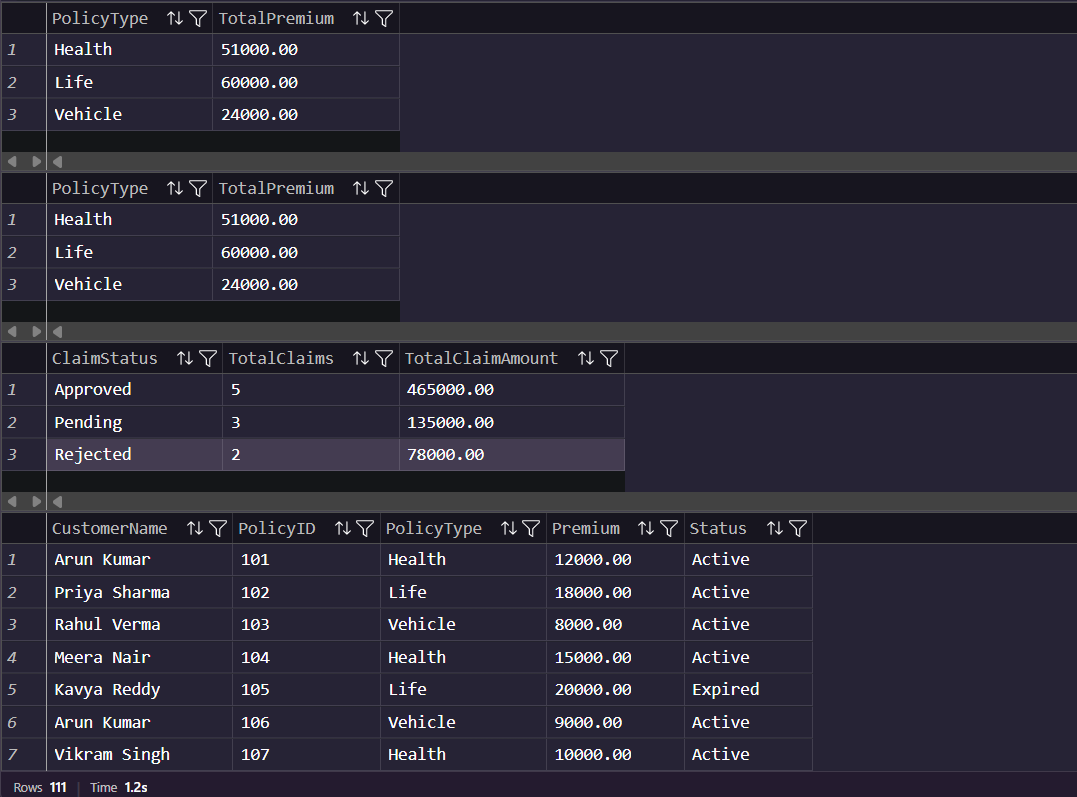 PolicyType TotalPremium
1 Health 51000.00
2 Life 60000.00
3 Vehicle 24000.00
PolicyType TotalPremium
1 Health 51000.00
2 Life 60000.00
3 Vehicle 24000.00
ClaimStatus TotalClaims TotalClaimAmount
1 Approved 5 465000.00
2 Pending 3 135000.00
3 Rejected 2 78000.00
CustomerName PolicyID PolicyType Premium Status
1 Arun Kumar 101 Health 12000.00 Active
2 Priya Sharma 102 Life 18000.00 Active
3 Rahul Verma 103 Vehicle 8000.00 Active
4 Meera Nair 104 Health 15000.00 Active
5 Kavya Reddy 105 Life 20000.00 Expired
6 Arun Kumar 106 Vehicle 9000.00 Active
7 Vikram Singh 107 Health 10000.00 Active
Rows 111 | Time 1.2s